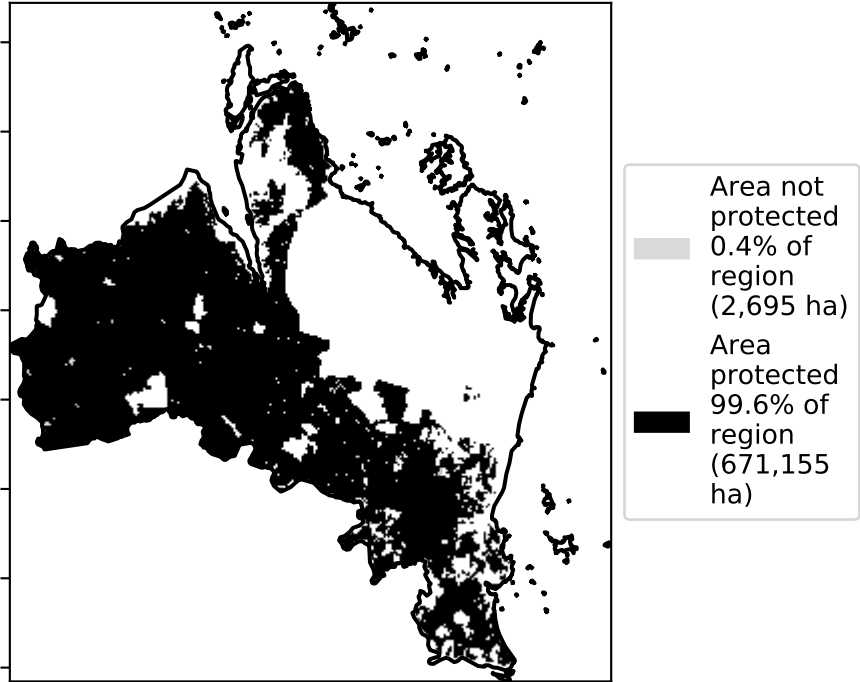 Area not
protected
0.4% of
region
(2,695 ha)
Area
protected
99.6% of
region
(671,155
ha)